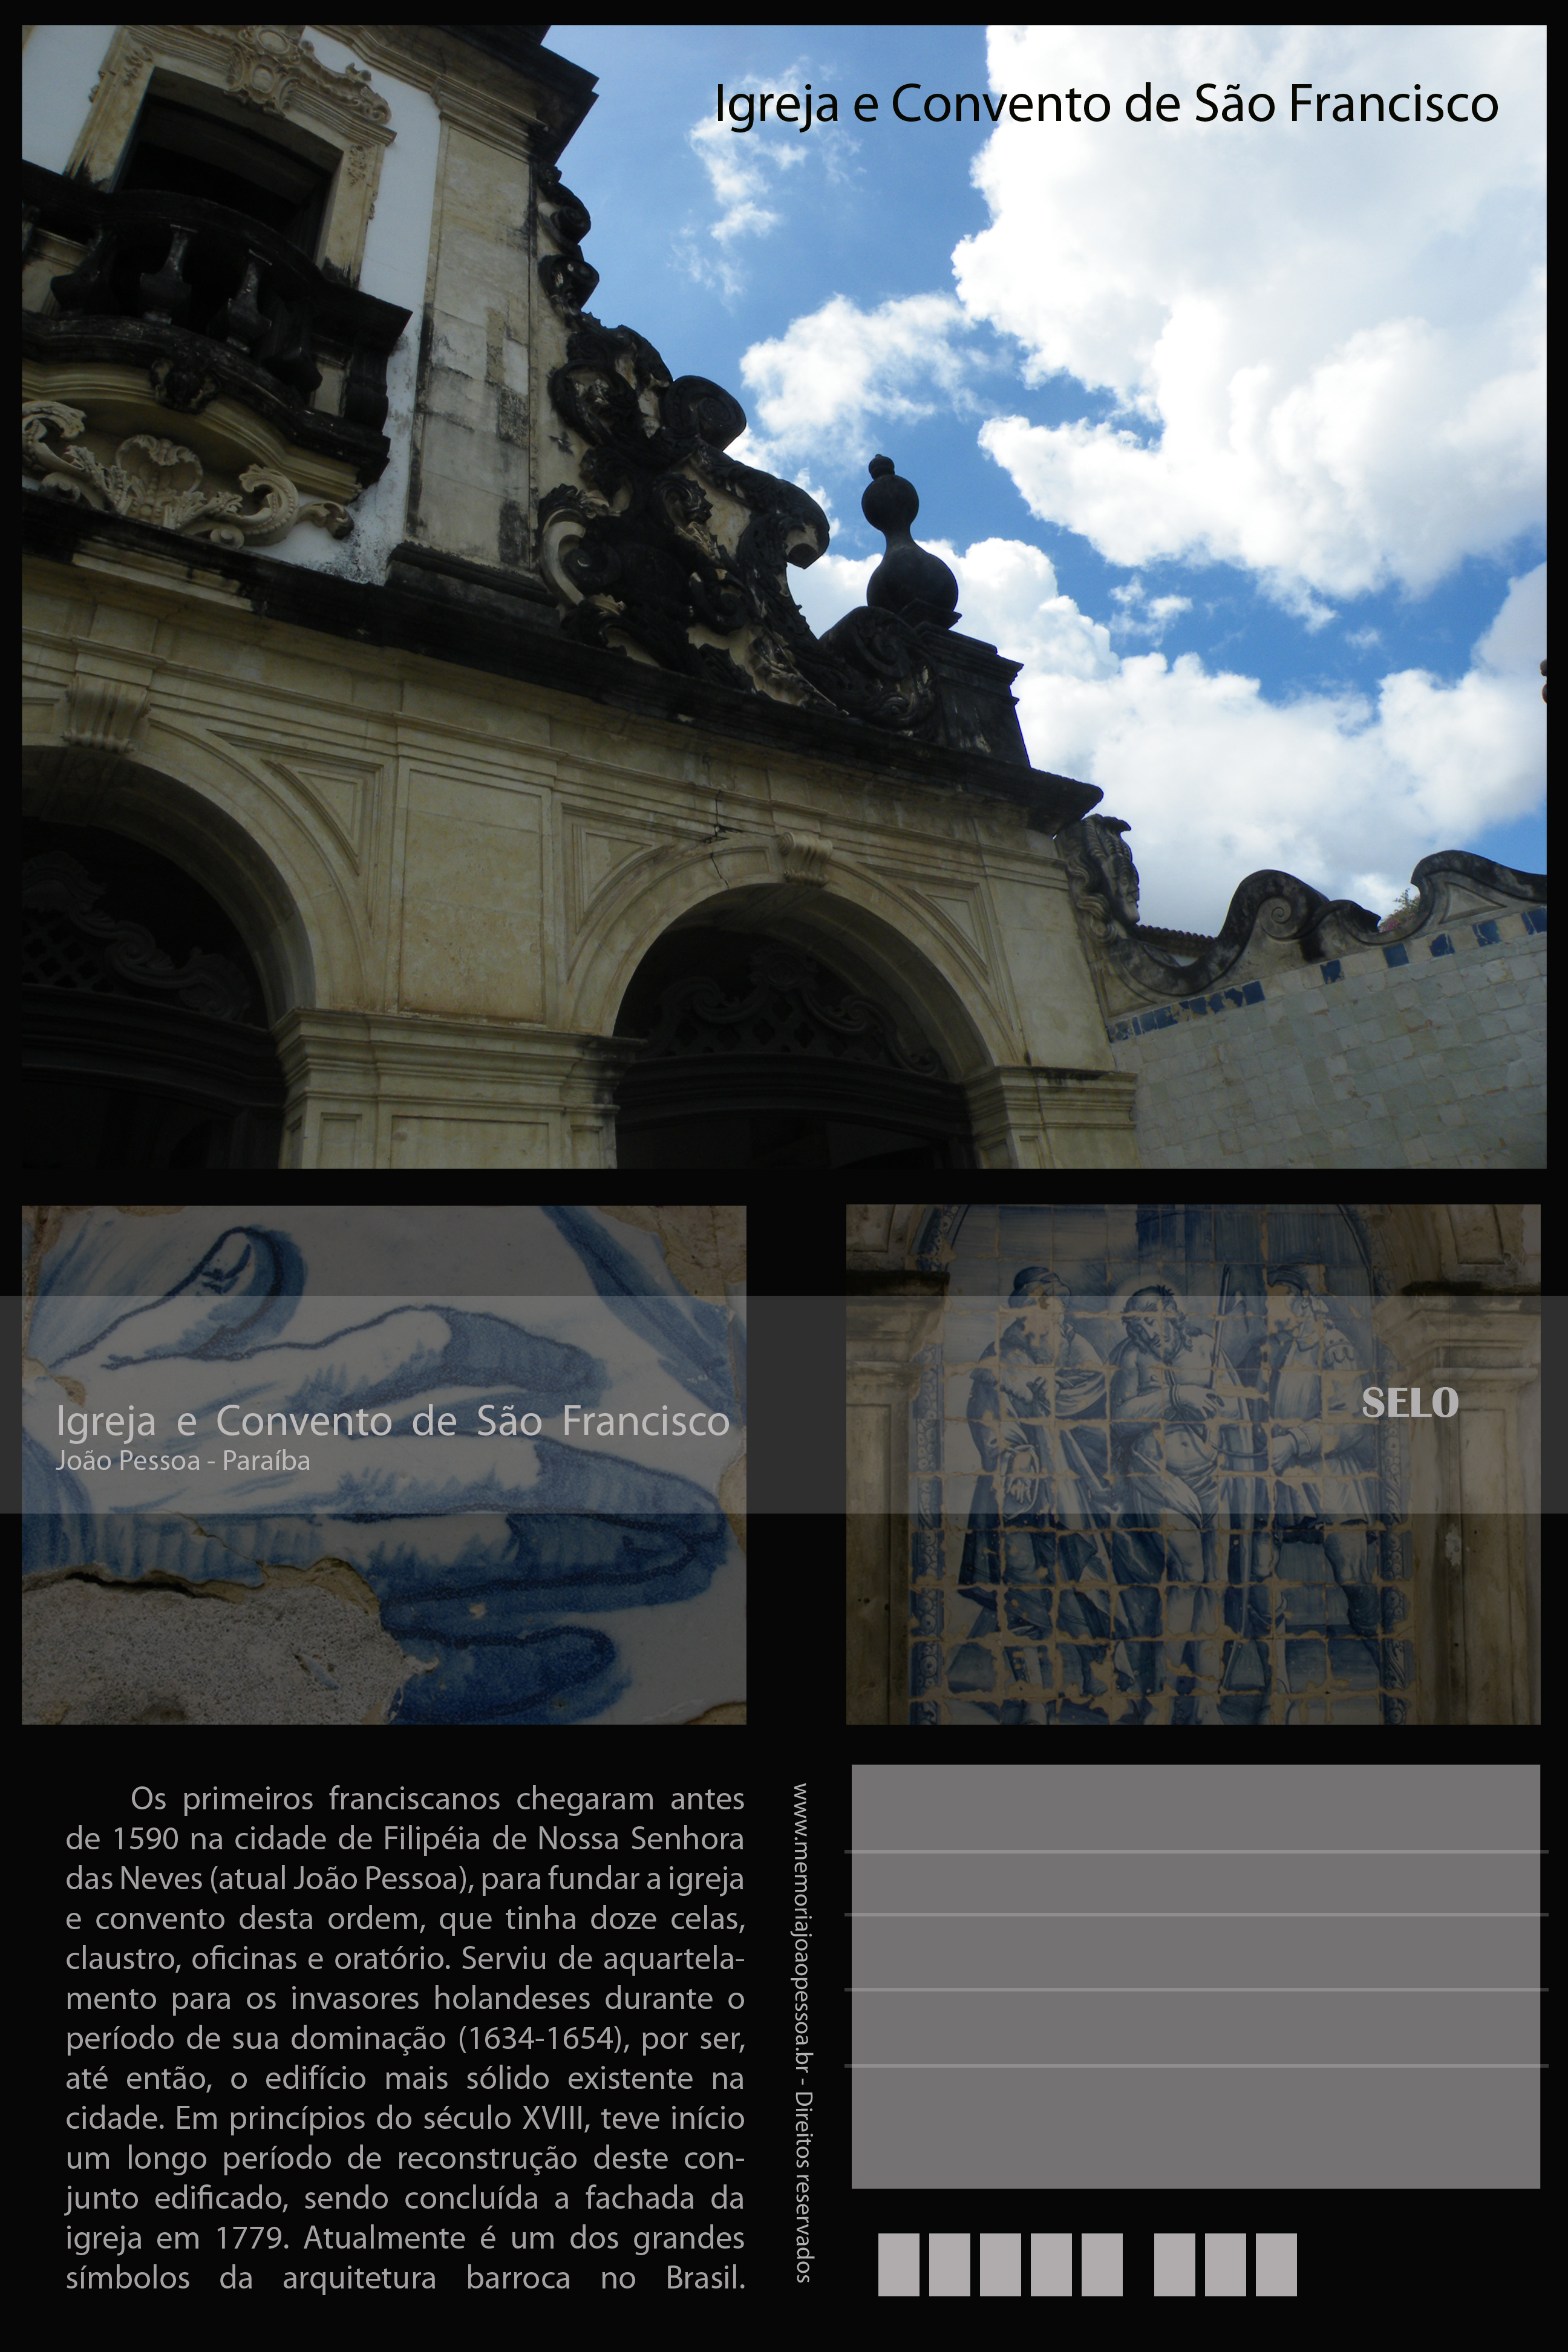 Igreja e Convento de São Francisco
Igreja e Convento de São Francisco
João Pessoa - Paraíba
SELO
Os primeiros franciscanos chegaram antes
de 1590 na cidade de Filipéia de Nossa Senhora
das Neves (atual João Pessoa), para fundar a igreja
e convento desta ordem, que tinha doze celas,
claustro, oficinas e oratório. Serviu de aquartela-
mento para os invasores holandeses durante o
período de sua dominação (1634-1654), por ser,
até então, o edifício mais sólido existente na
cidade. Em princípios do século XVIII, teve início
um longo período de reconstrução deste con-
junto edificado, sendo concluída a fachada da
igreja em 1779. Atualmente é um dos grandes
símbolos da arquitetura barroca no Brasil.
www.memoriajoaopessoa.br - Direitos reservados